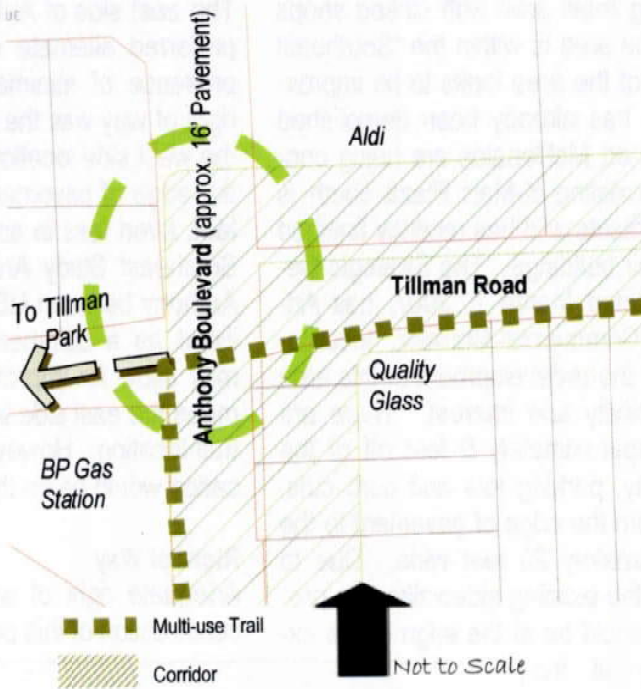 Anthony Boulevard (approx. 16' Pavement)
Aldi
Tillman Road
To Tillman
Park
Quality
Glass
BP Gas
Station
Multi-use Trail
Corridor
Not to Scale